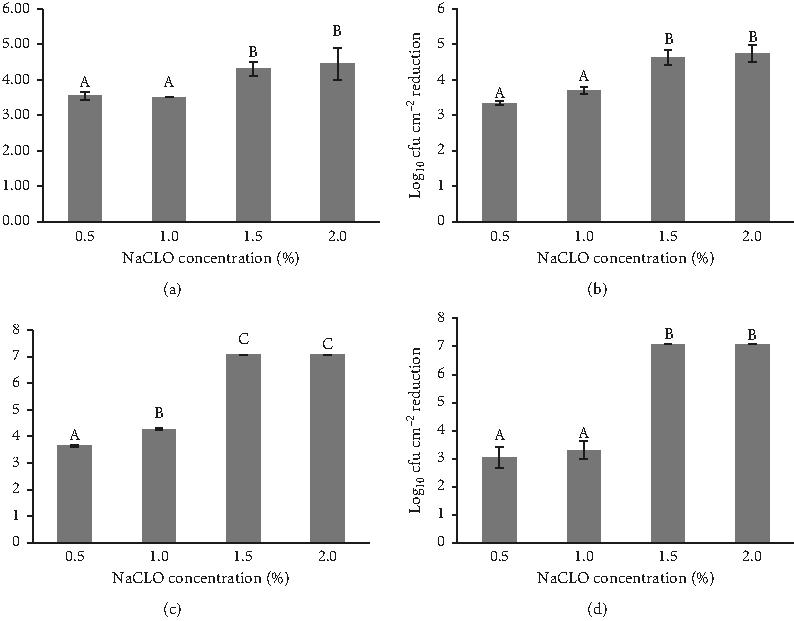 6.00
5.00
4.00
3.00
2.00
1.00
0.00
A
A
B
B
0.5 1.0 1.5 2.0
NaCLO concentration (%)
(a)
Log10 cfu cm−2 reduction
6
5
4
3
2
1
0
A
A
B
B
0.5 1.0 1.5 2.0
NaCLO concentration (%)
(b)
8
7
6
5
4
3
2
1
0
A
B
C
C
0.5 1.0 1.5 2.0
NaCLO concentration (%)
(c)
Log10 cfu cm−2 reduction
8
7
6
5
4
3
2
1
0
A
A
B
B
0.5 1.0 1.5 2.0
NaCLO concentration (%)
(d)